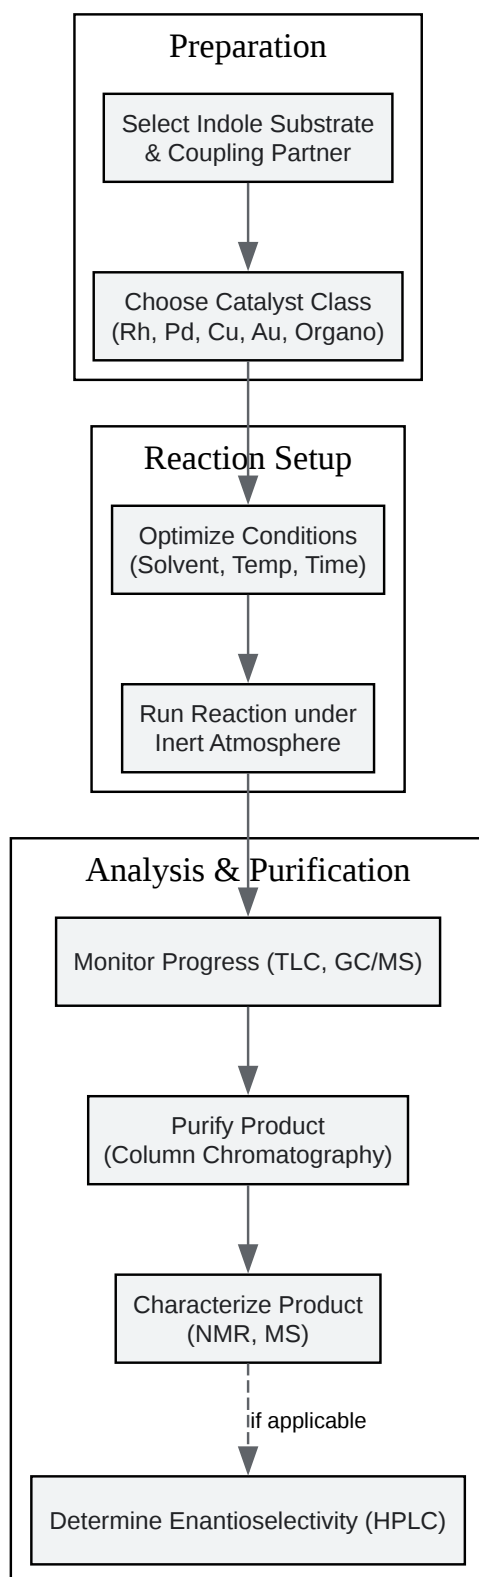 Preparation
Select Indole Substrate
& Coupling Partner
Choose Catalyst Class
(Rh, Pd, Cu, Au, Organo)
Reaction Setup
Optimize Conditions
(Solvent, Temp, Time)
Run Reaction under
Inert Atmosphere
Analysis & Purification
Monitor Progress (TLC, GC/MS)
Purify Product
(Column Chromatography)
Characterize Product
(NMR, MS)
if applicable
Determine Enantioselectivity (HPLC)